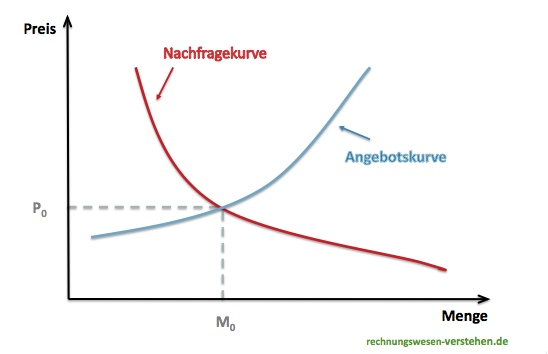 Preis
Nachfragekurve
Angebotskurve
P₀
M₀
Menge
rechnungswesen-verstehen.de